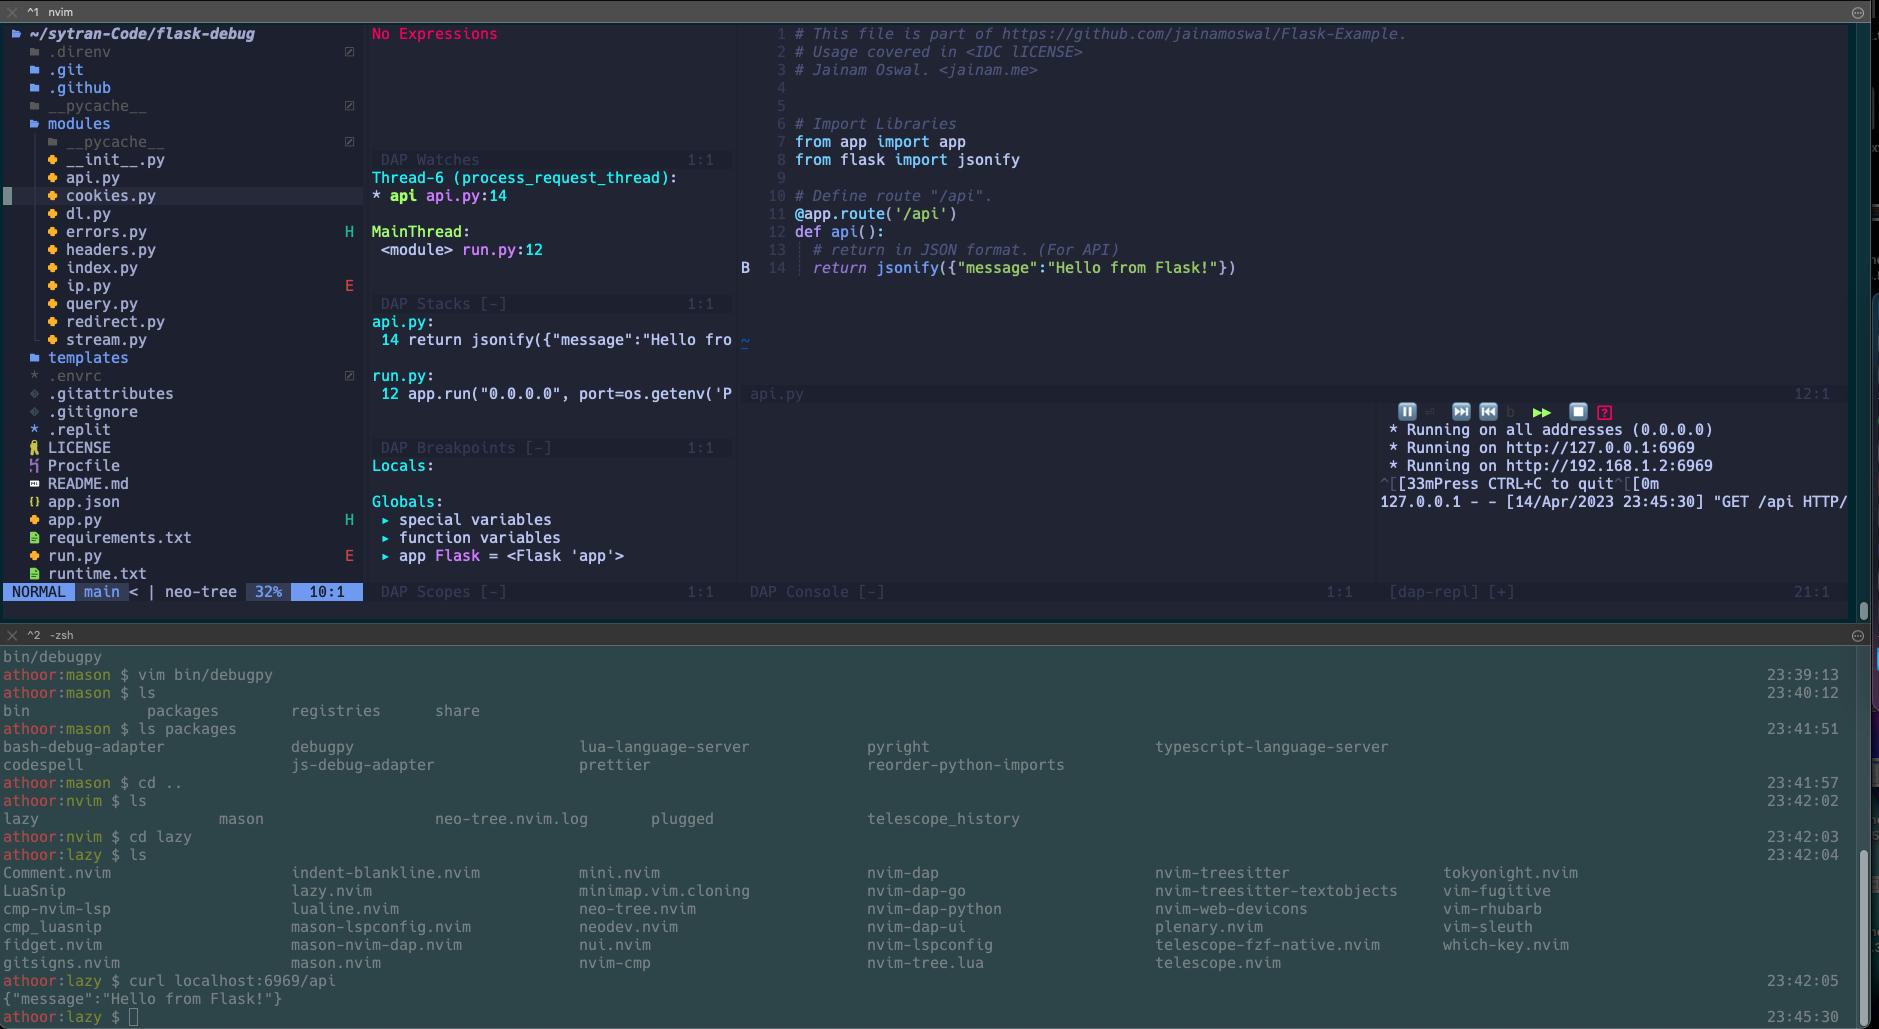 ^1 nvim
~/sytran-Code/flask-debug
.direnv
.git
.github
__pycache__
modules
__pycache__
__init__.py
api.py
cookies.py
dl.py
errors.py H
headers.py
index.py
ip.py E
query.py
redirect.py
stream.py
templates
.envrc
.gitattributes
.gitignore
.replit
LICENSE
Procfile
README.md
app.json
app.py H
requirements.txt
run.py E
runtime.txt
NORMAL main < | neo-tree 32% 10:1
No Expressions
DAP Watches 1:1
Thread-6 (process_request_thread):
* api api.py:14
MainThread:
<module> run.py:12
DAP Stacks [-] 1:1
api.py:
14 return jsonify({"message":"Hello fro
run.py:
12 app.run("0.0.0.0", port=os.getenv('P
DAP Breakpoints [-] 1:1
Locals:
Globals:
▸ special variables
▸ function variables
▸ app Flask = <Flask 'app'>
DAP Scopes [-] 1:1
1 # This file is part of https://github.com/jainamoswal/Flask-Example.
2 # Usage covered in <IDC lICENSE>
3 # Jainam Oswal. <jainam.me>
4
5
6 # Import Libraries
7 from app import app
8 from flask import jsonify
9
10 # Define route "/api".
11 @app.route('/api')
12 def api():
13 # return in JSON format. (For API)
B 14 return jsonify({"message":"Hello from Flask!"})
~
api.py 12:1
DAP Console [-] 1:1
b
* Running on all addresses (0.0.0.0)
* Running on http://127.0.0.1:6969
* Running on http://192.168.1.2:6969
^[[33mPress CTRL+C to quit^[[0m
127.0.0.1 - - [14/Apr/2023 23:45:30] "GET /api HTTP/
[dap-repl] [+] 21:1
^2 -zsh
bin/debugpy
athoor:mason $ vim bin/debugpy 23:39:13
athoor:mason $ ls 23:40:12
bin packages registries share
athoor:mason $ ls packages 23:41:51
bash-debug-adapter debugpy lua-language-server pyright typescript-language-server
codespell js-debug-adapter prettier reorder-python-imports
athoor:mason $ cd .. 23:41:57
athoor:nvim $ ls 23:42:02
lazy mason neo-tree.nvim.log plugged telescope_history
athoor:nvim $ cd lazy 23:42:03
athoor:lazy $ ls 23:42:04
Comment.nvim indent-blankline.nvim mini.nvim nvim-dap nvim-treesitter tokyonight.nvim
LuaSnip lazy.nvim minimap.vim.cloning nvim-dap-go nvim-treesitter-textobjects vim-fugitive
cmp-nvim-lsp lualine.nvim neo-tree.nvim nvim-dap-python nvim-web-devicons vim-rhubarb
cmp_luasnip mason-lspconfig.nvim neodev.nvim nvim-dap-ui plenary.nvim vim-sleuth
fidget.nvim mason-nvim-dap.nvim nui.nvim nvim-lspconfig telescope-fzf-native.nvim which-key.nvim
gitsigns.nvim mason.nvim nvim-cmp nvim-tree.lua telescope.nvim
athoor:lazy $ curl localhost:6969/api 23:42:05
{"message":"Hello from Flask!"}
athoor:lazy $ 23:45:30